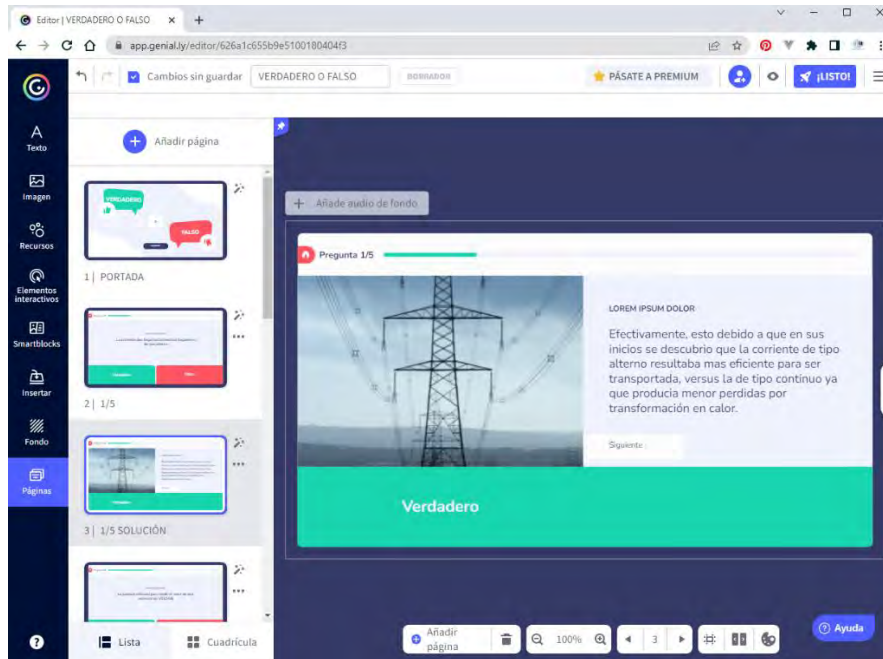 Editor | VERDADERO O FALSO
app.genial.ly/editor/626a1c655b9e5100180404f3
Cambios sin guardar
VERDADERO O FALSO
BORRADOR
PÁSATE A PREMIUM
¡LISTO!
Texto
Imagen
Recursos
Elementos
interactivos
Smartblocks
Insertar
Fondo
Páginas
Añadir página
VERDADERO
FALSO
1 | PORTADA
2 | 1/5
3 | 1/5 SOLUCIÓN
Lista
Cuadrícula
Añade audio de fondo
Pregunta 1/5
LOREM IPSUM DOLOR
Efectivamente, esto debido a que en sus
inicios se descubrio que la corriente de tipo
alterno resultaba mas eficiente para ser
transportada, versus la de tipo continuo ya
que producia menor perdidas por
transformación en calor.
Siguiente
Verdadero
Añadir
página
100%
3
Ayuda